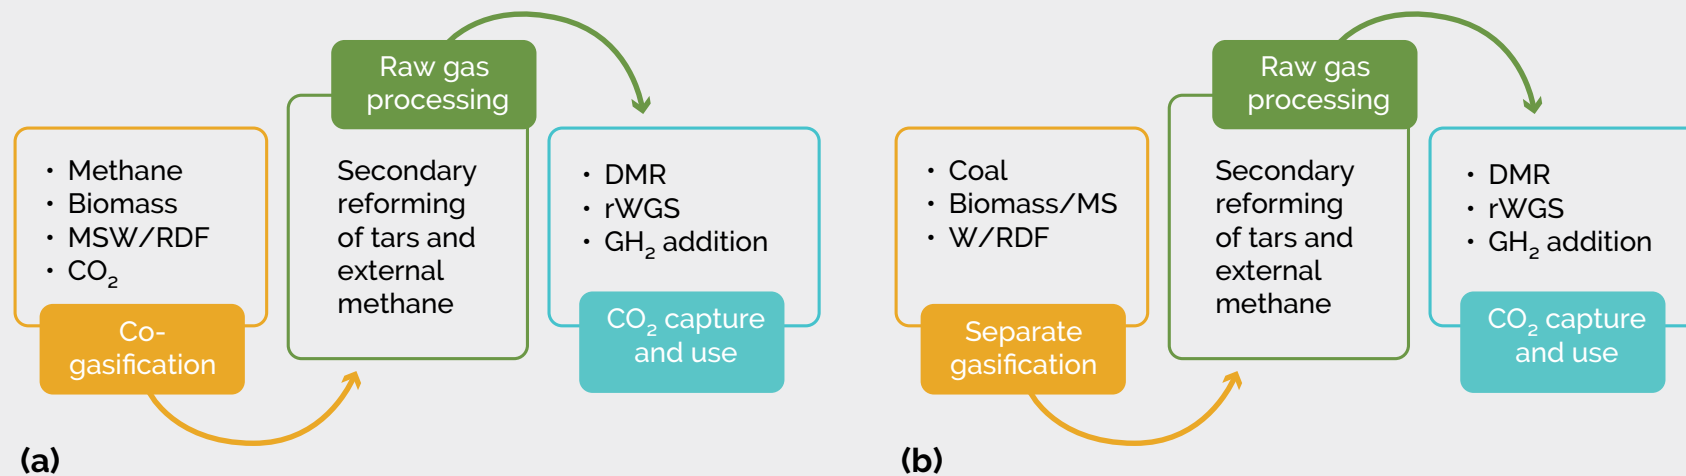 Raw gas
processing
• Methane
• Biomass
• MSW/RDF
• CO₂
Co-
gasification
Secondary
reforming
of tars and
external
methane
• DMR
• rWGS
• GH₂ addition
CO₂ capture
and use
(a)
Raw gas
processing
• Coal
• Biomass/MS
• W/RDF
Separate
gasification
Secondary
reforming
of tars and
external
methane
• DMR
• rWGS
• GH₂ addition
CO₂ capture
and use
(b)